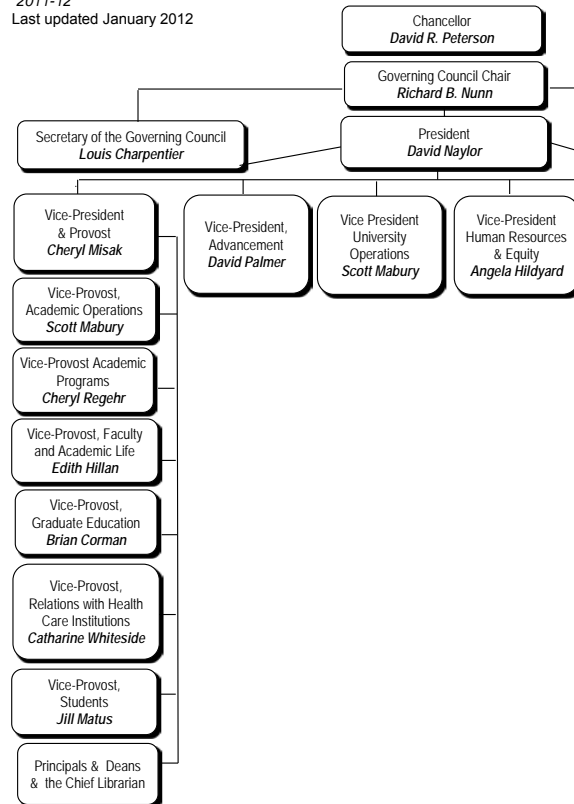 2011-12
Last updated January 2012
Chancellor
David R. Peterson
Governing Council Chair
Richard B. Nunn
Secretary of the Governing Council
Louis Charpentier
President
David Naylor
Vice-President
& Provost
Cheryl Misak
Vice-President,
Advancement
David Palmer
Vice President
University
Operations
Scott Mabury
Vice-President
Human Resources
& Equity
Angela Hildyard
Vice-Provost,
Academic Operations
Scott Mabury
Vice-Provost Academic
Programs
Cheryl Regehr
Vice-Provost, Faculty
and Academic Life
Edith Hillan
Vice-Provost,
Graduate Education
Brian Corman
Vice-Provost,
Relations with Health
Care Institutions
Catharine Whiteside
Vice-Provost,
Students
Jill Matus
Principals & Deans
& the Chief Librarian